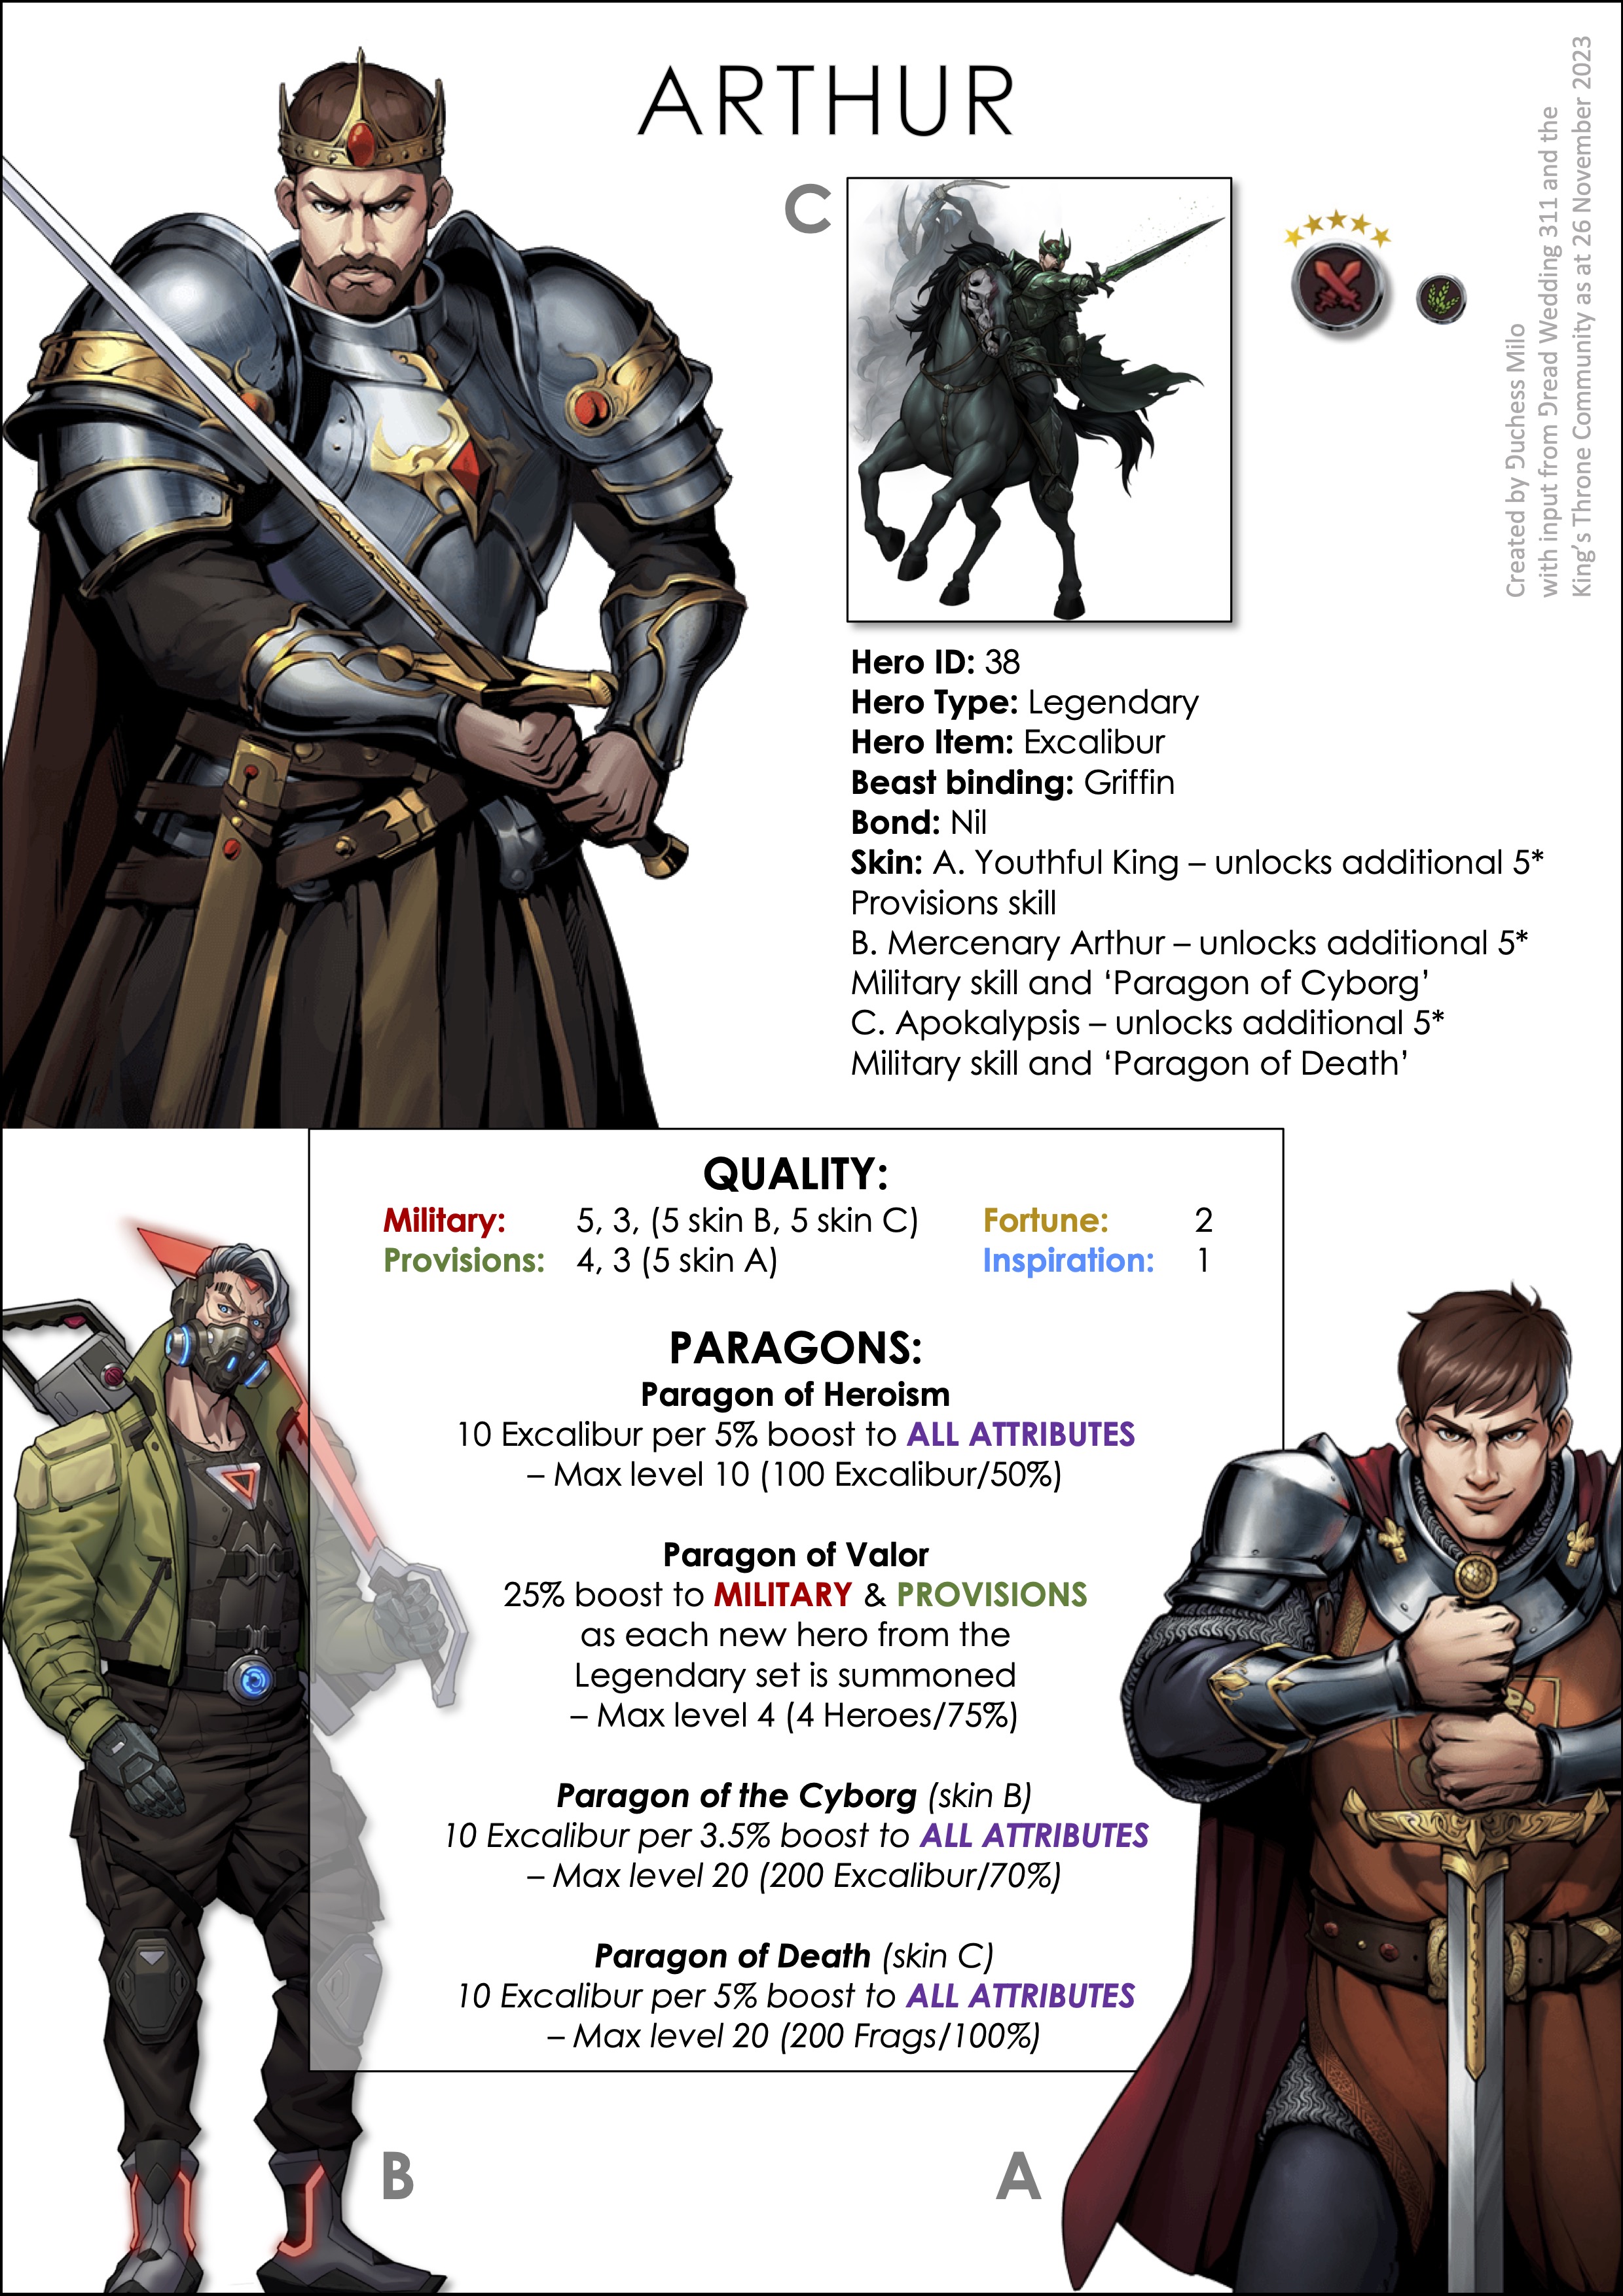 ARTHUR
C
Created by Duchess Milo
with input from Dread Wedding 311 and the
King's Throne Community as at 26 November 2023
Hero ID: 38
Hero Type: Legendary
Hero Item: Excalibur
Beast binding: Griffin
Bond: Nil
Skin: A. Youthful King – unlocks additional 5*
Provisions skill
B. Mercenary Arthur – unlocks additional 5*
Military skill and ‘Paragon of Cyborg’
C. Apokalypsis – unlocks additional 5*
Military skill and ‘Paragon of Death’
QUALITY:
Military: 5, 3, (5 skin B, 5 skin C) Fortune: 2
Provisions: 4, 3 (5 skin A) Inspiration: 1
PARAGONS:
Paragon of Heroism
10 Excalibur per 5% boost to ALL ATTRIBUTES
– Max level 10 (100 Excalibur/50%)
Paragon of Valor
25% boost to MILITARY & PROVISIONS
as each new hero from the
Legendary set is summoned
– Max level 4 (4 Heroes/75%)
Paragon of the Cyborg (skin B)
10 Excalibur per 3.5% boost to ALL ATTRIBUTES
– Max level 20 (200 Excalibur/70%)
Paragon of Death (skin C)
10 Excalibur per 5% boost to ALL ATTRIBUTES
– Max level 20 (200 Frags/100%)
B
A